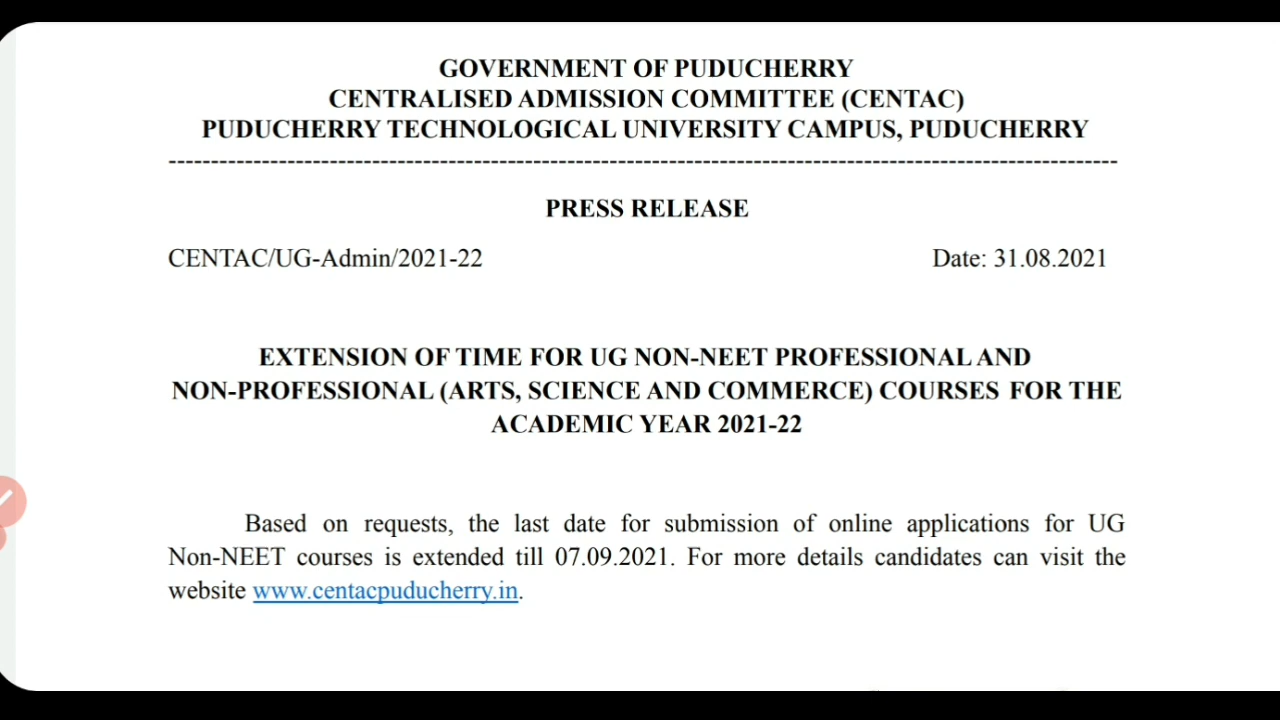 GOVERNMENT OF PUDUCHERRY
CENTRALISED ADMISSION COMMITTEE (CENTAC)
PUDUCHERRY TECHNOLOGICAL UNIVERSITY CAMPUS, PUDUCHERRY
-----------------------------------------------------------------------------------------------------------------
PRESS RELEASE
CENTAC/UG-Admin/2021-22 Date: 31.08.2021
EXTENSION OF TIME FOR UG NON-NEET PROFESSIONAL AND
NON-PROFESSIONAL (ARTS, SCIENCE AND COMMERCE) COURSES FOR THE
ACADEMIC YEAR 2021-22
Based on requests, the last date for submission of online applications for UG
Non-NEET courses is extended till 07.09.2021. For more details candidates can visit the
website www.centacpuducherry.in.